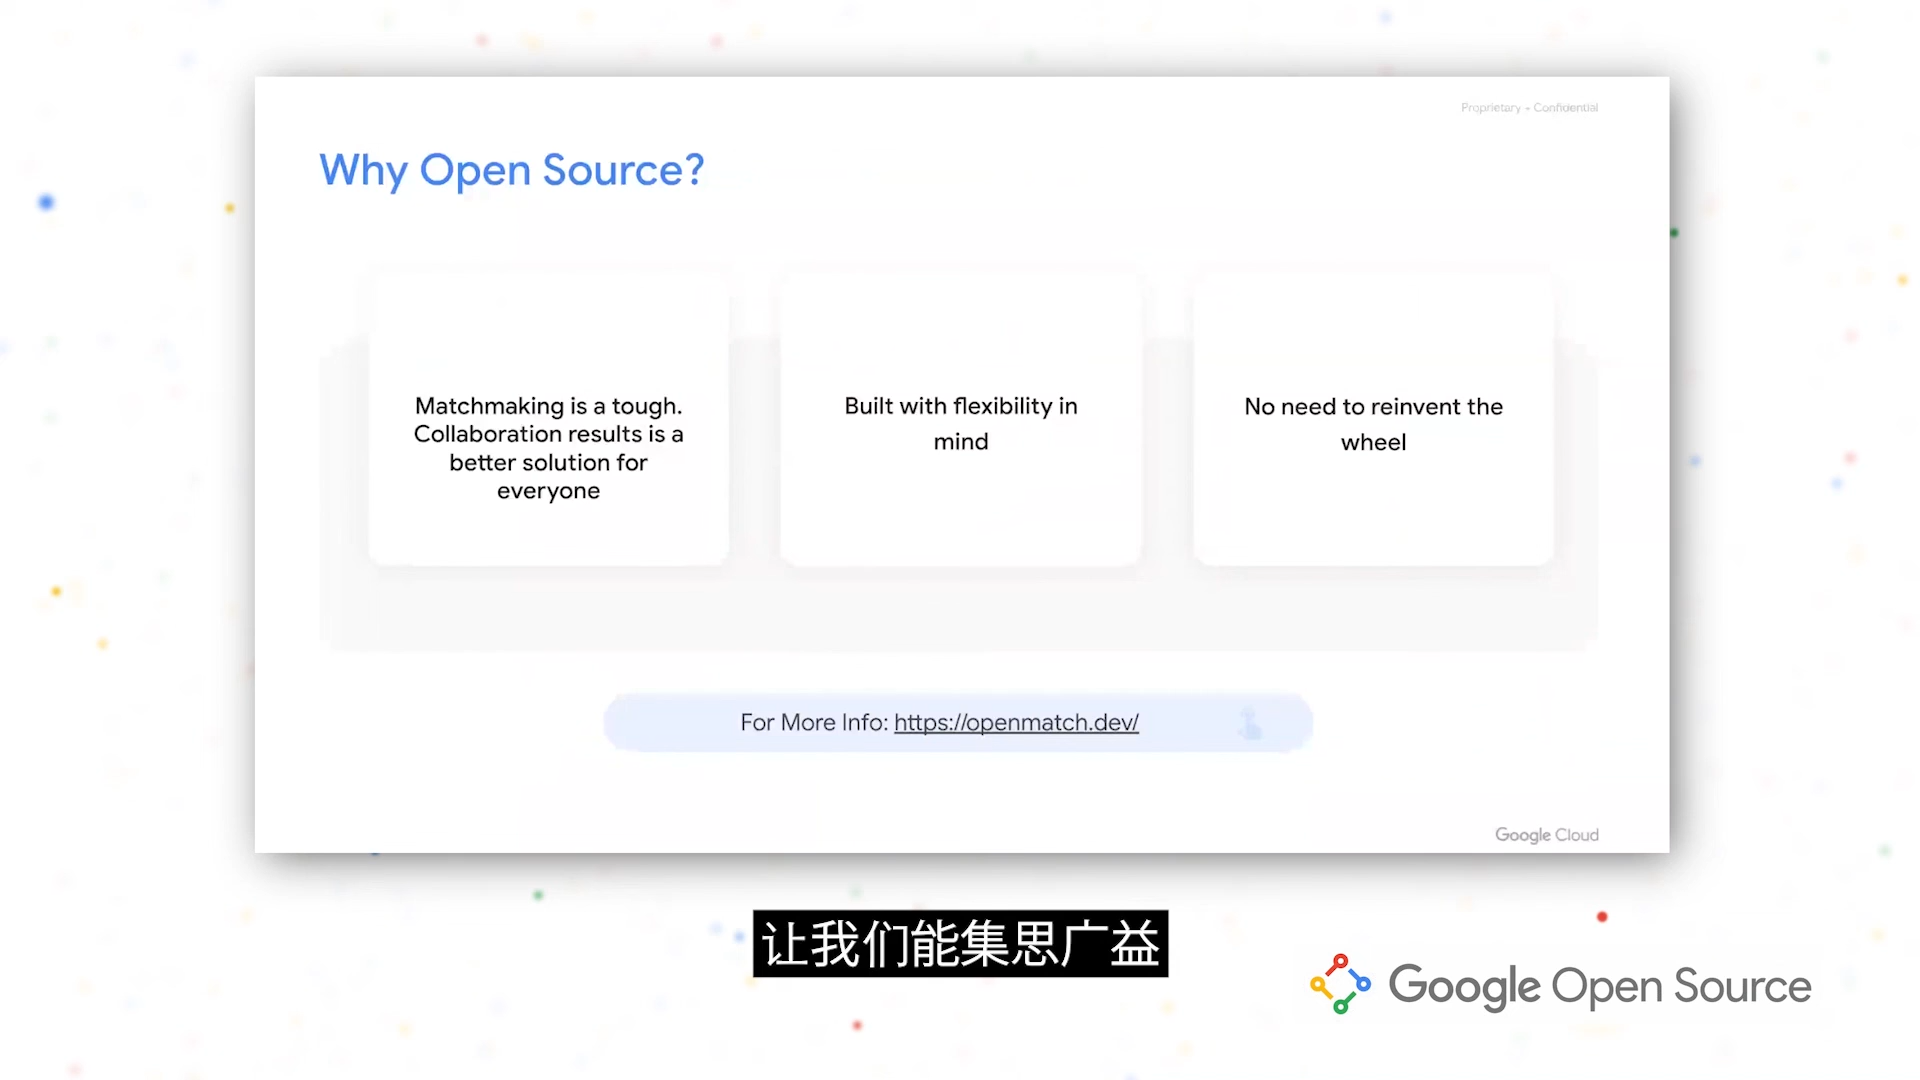 Proprietary + Confidential
Why Open Source?
Matchmaking is a tough.
Collaboration results is a
better solution for
everyone
Built with flexibility in
mind
No need to reinvent the
wheel
For More Info: https://openmatch.dev/
Google Cloud
让我们能集思广益
Google Open Source